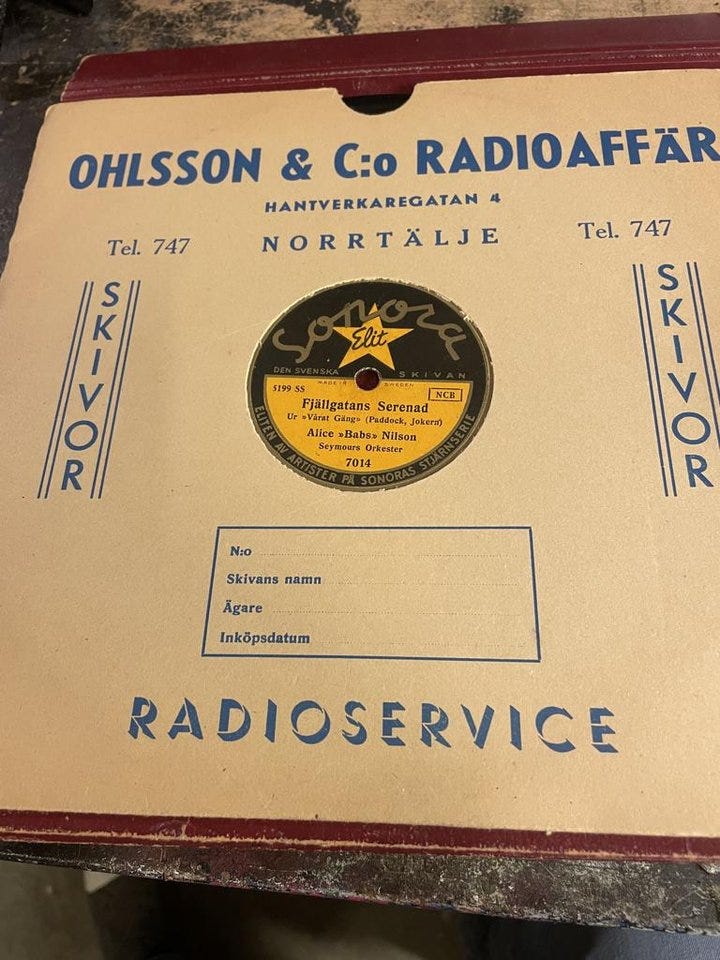 OHLSSON & C:o RADIOAFFÄR
HANTVERKAREGATAN 4
Tel. 747
NORRTÄLJE
Tel. 747
SKIVOR
SKIVOR
Sonora
Elit
DEN SVENSKA SKIVAN
MADE IN SWEDEN
5199 SS
NCB
Fjällgatans Serenad
Ur »Vårat Gäng» (Paddock, Jokern)
Alice »Babs» Nilson
Seymours Orkester
7014
ELITEN AV ARTISTER PÅ SONORAS STJÄRNSERIE
N:o
Skivans namn
Ägare
Inköpsdatum
RADIOSERVICE